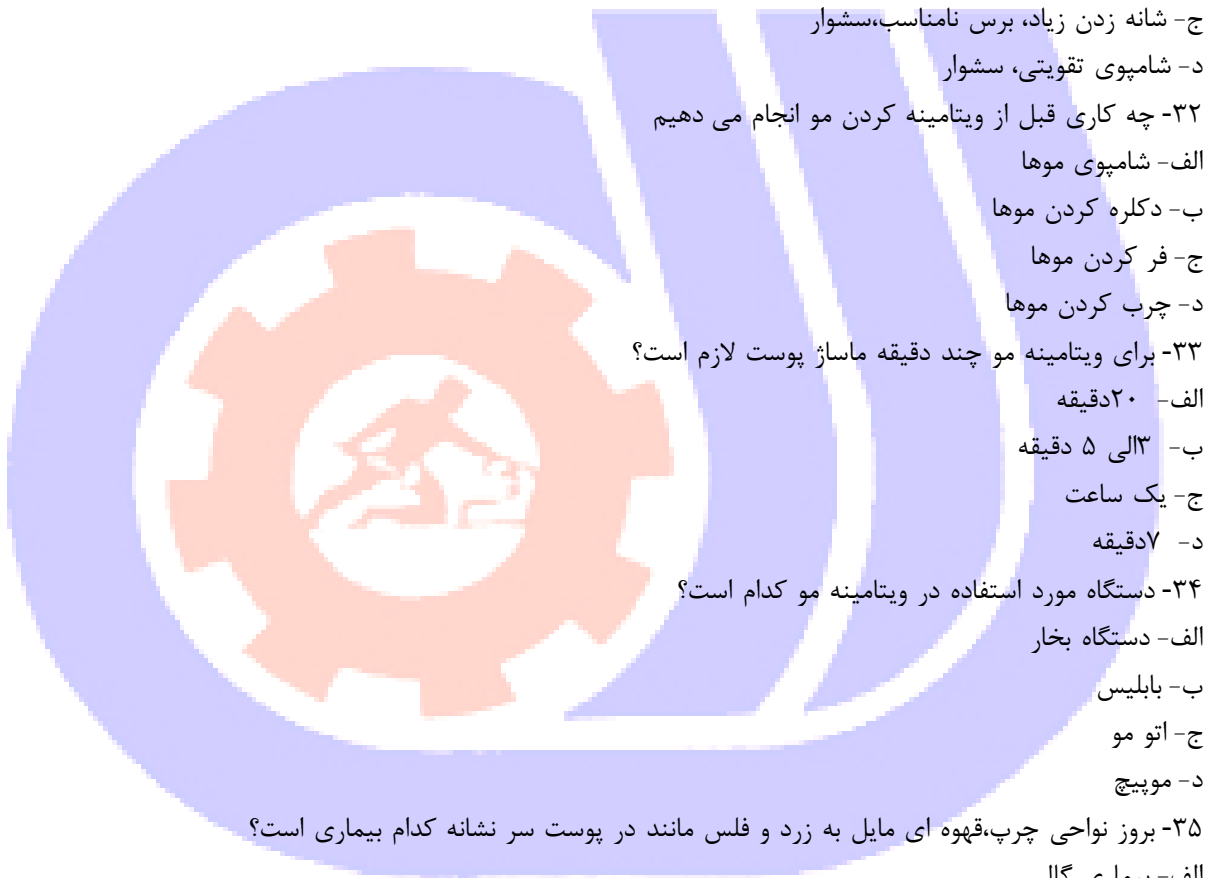 ج- شانه زدن زیاد، برس نامناسب،سشوار
د- شامپوی تقویتی، سشوار
۳۲- چه کاری قبل از ویتامینه کردن مو انجام می دهیم
الف- شامپوی موها
ب- دکلره کردن موها
ج- فر کردن موها
د- چرب کردن موها
۳۳- برای ویتامینه مو چند دقیقه ماساژ پوست لازم است؟
الف- ۲۰دقیقه
ب- ۳الی ۵ دقیقه
ج- یک ساعت
د- ۷دقیقه
۳۴- دستگاه مورد استفاده در ویتامینه مو کدام است؟
الف- دستگاه بخار
ب- بابلیس
ج- اتو مو
د- موپیچ
۳۵- بروز نواحی چرپ،قهوه ای مایل به زرد و فلس مانند در پوست سر نشانه کدام بیماری است؟
الف- بیماری گال